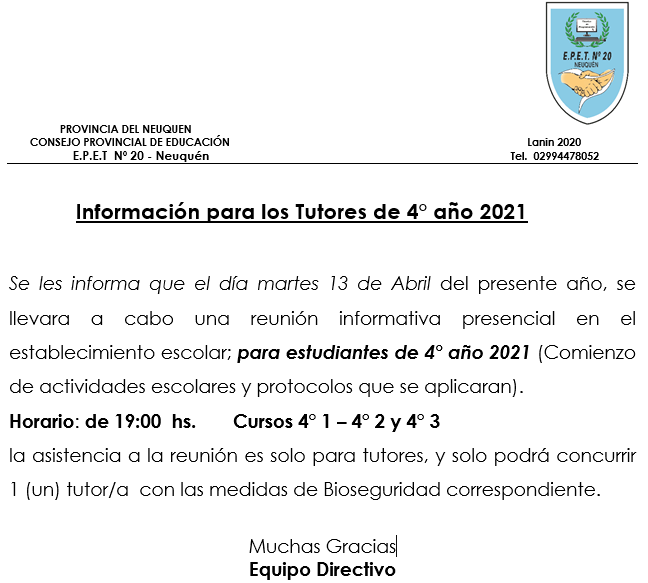 E.P.E.T. Nº 20
NEUQUEN
PROVINCIA DEL NEUQUEN
CONSEJO PROVINCIAL DE EDUCACIÓN
E.P.E.T Nº 20 - Neuquén
Lanin 2020
Tel. 02994478052
Información para los Tutores de 4° año 2021
Se les informa que el día martes 13 de Abril del presente año, se
llevara a cabo una reunión informativa presencial en el
establecimiento escolar; para estudiantes de 4° año 2021 (Comienzo
de actividades escolares y protocolos que se aplicaran).
Horario: de 19:00 hs. Cursos 4° 1 – 4° 2 y 4° 3
la asistencia a la reunión es solo para tutores, y solo podrá concurrir
1 (un) tutor/a con las medidas de Bioseguridad correspondiente.
Muchas Gracias
Equipo Directivo